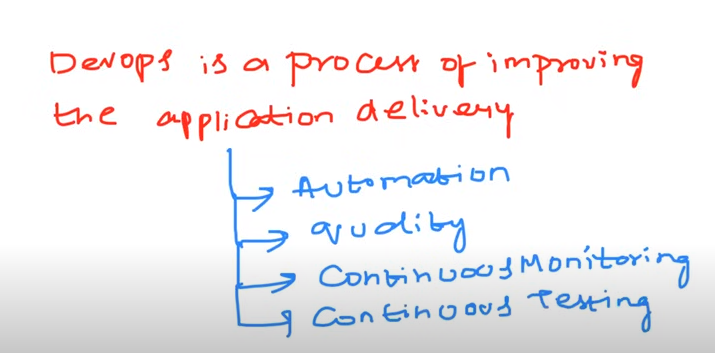 Devops is a process of improving
the application delivery
Automation
quality
Continuous Monitoring
Continuous Testing